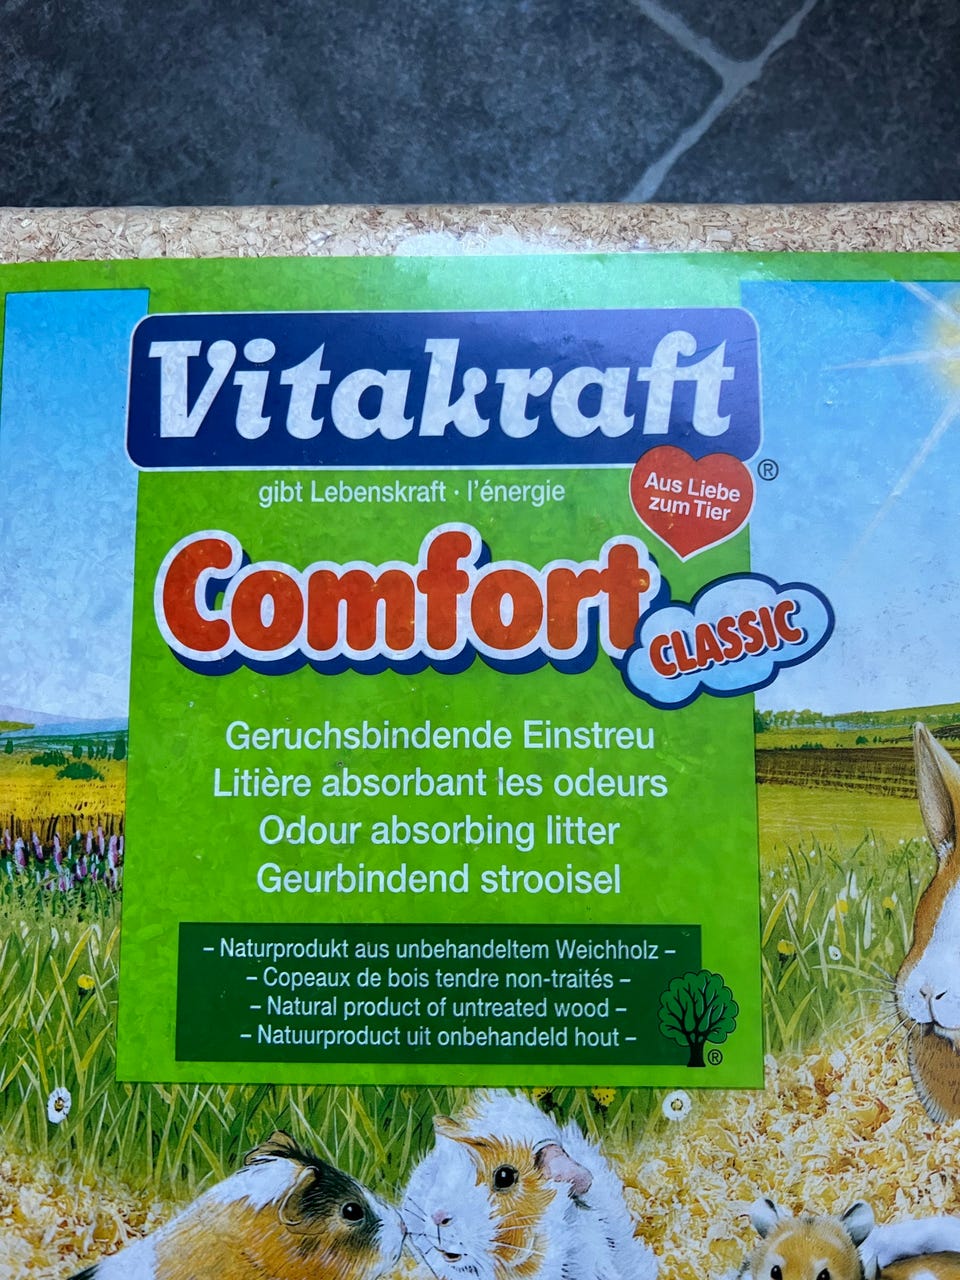 Vitakraft
®
gibt Lebenskraft · l'énergie
Aus Liebe
zum Tier
Comfort
CLASSIC
Geruchsbindende Einstreu
Litière absorbant les odeurs
Odour absorbing litter
Geurbindend strooisel
– Naturprodukt aus unbehandeltem Weichholz –
– Copeaux de bois tendre non-traités –
– Natural product of untreated wood –
– Natuurproduct uit onbehandeld hout –
®